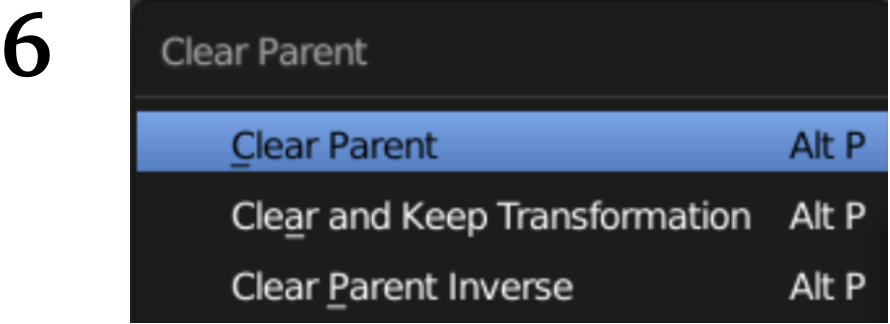 6
Clear Parent
Clear Parent Alt P
Clear and Keep Transformation Alt P
Clear Parent Inverse Alt P